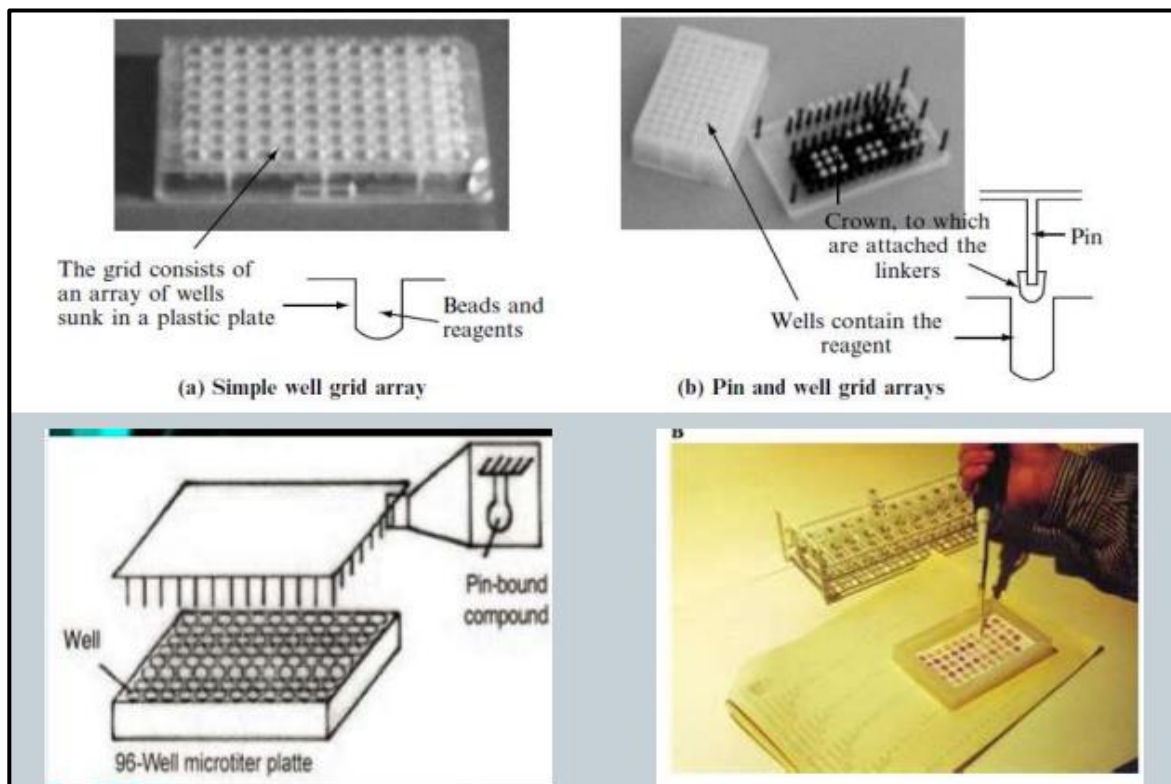 The grid consists of
an array of wells
sunk in a plastic plate
Beads and
reagents
(a) Simple well grid array
Crown, to which
are attached the
linkers
Pin
Wells contain the
reagent
(b) Pin and well grid arrays
Pin-bound
compound
Well
96-Well microtiter platte
B